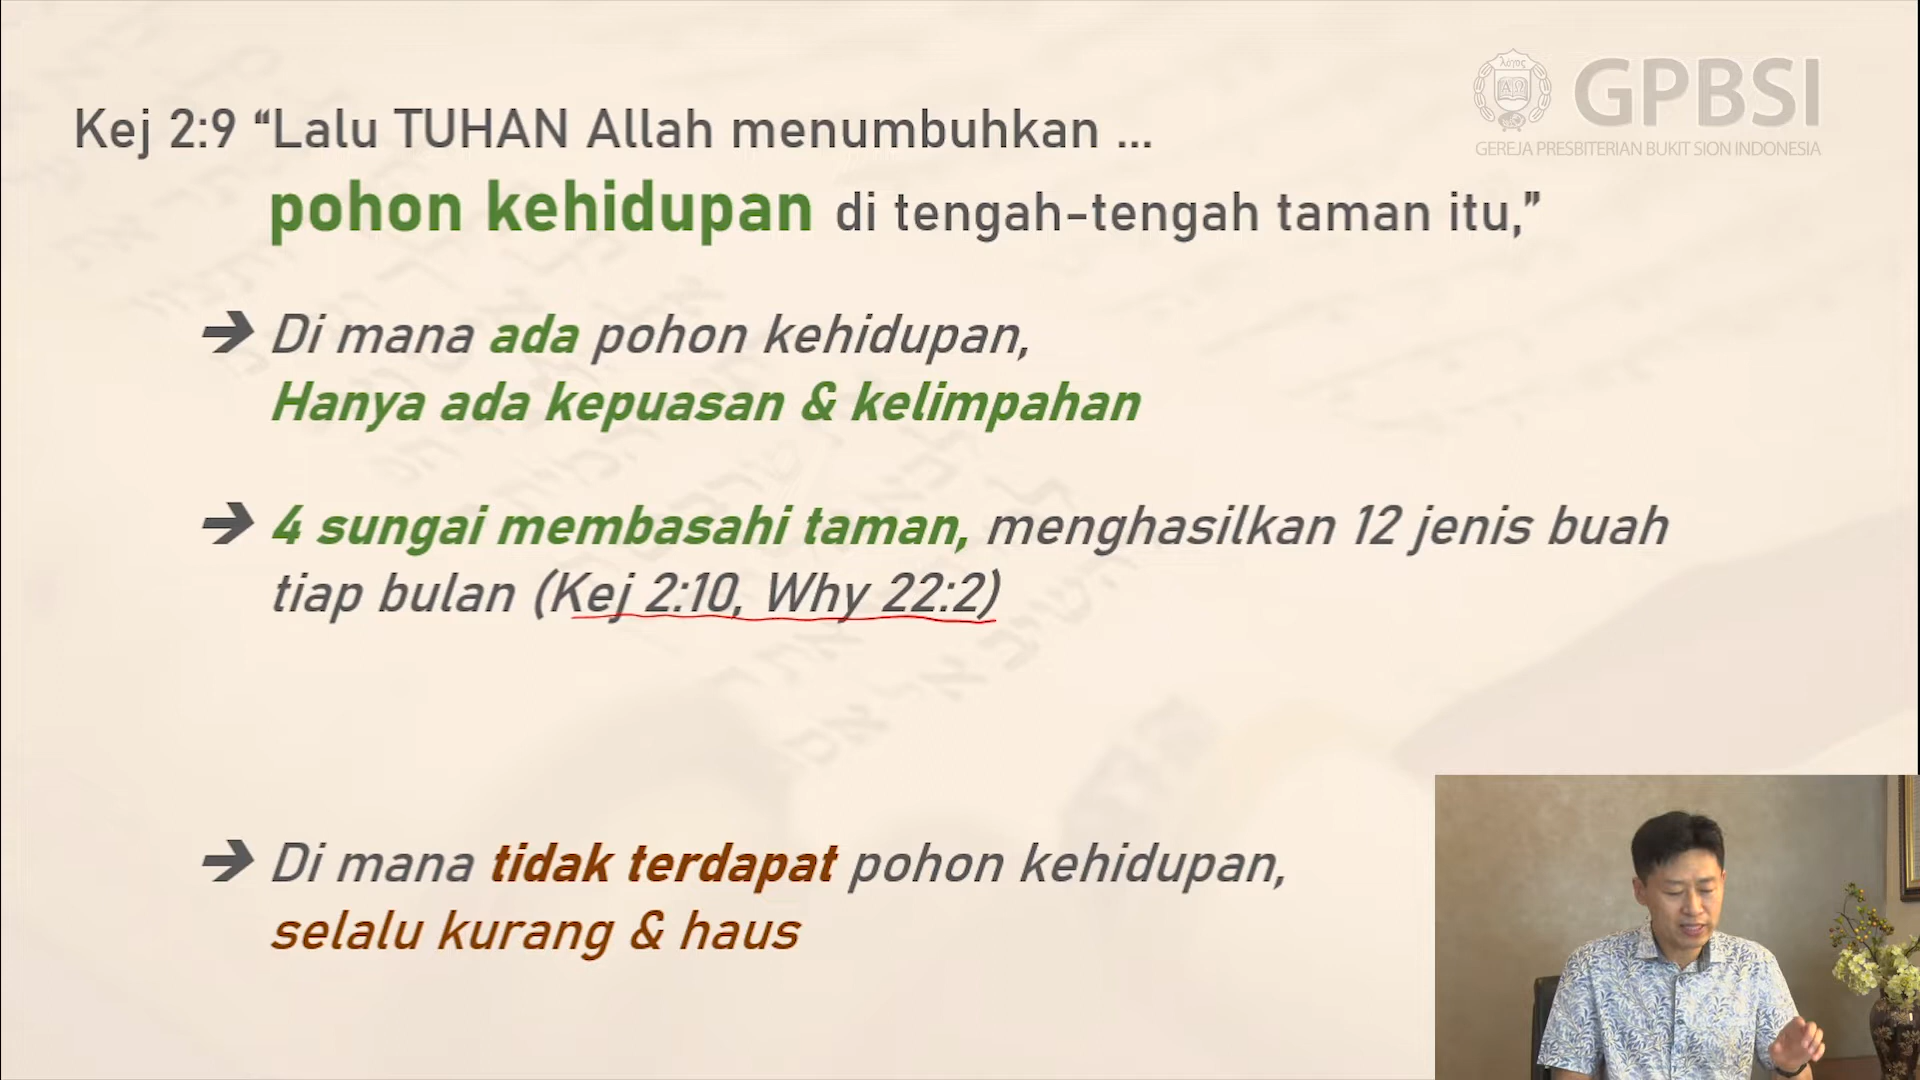 λόγος
GPBSI
GEREJA PRESBITERIAN BUKIT SION INDONESIA
Kej 2:9 “Lalu TUHAN Allah menumbuhkan ...
pohon kehidupan di tengah-tengah taman itu,”
➔ Di mana ada pohon kehidupan,
Hanya ada kepuasan & kelimpahan
➔ 4 sungai membasahi taman, menghasilkan 12 jenis buah
tiap bulan (Kej 2:10, Why 22:2)
➔ Di mana tidak terdapat pohon kehidupan,
selalu kurang & haus